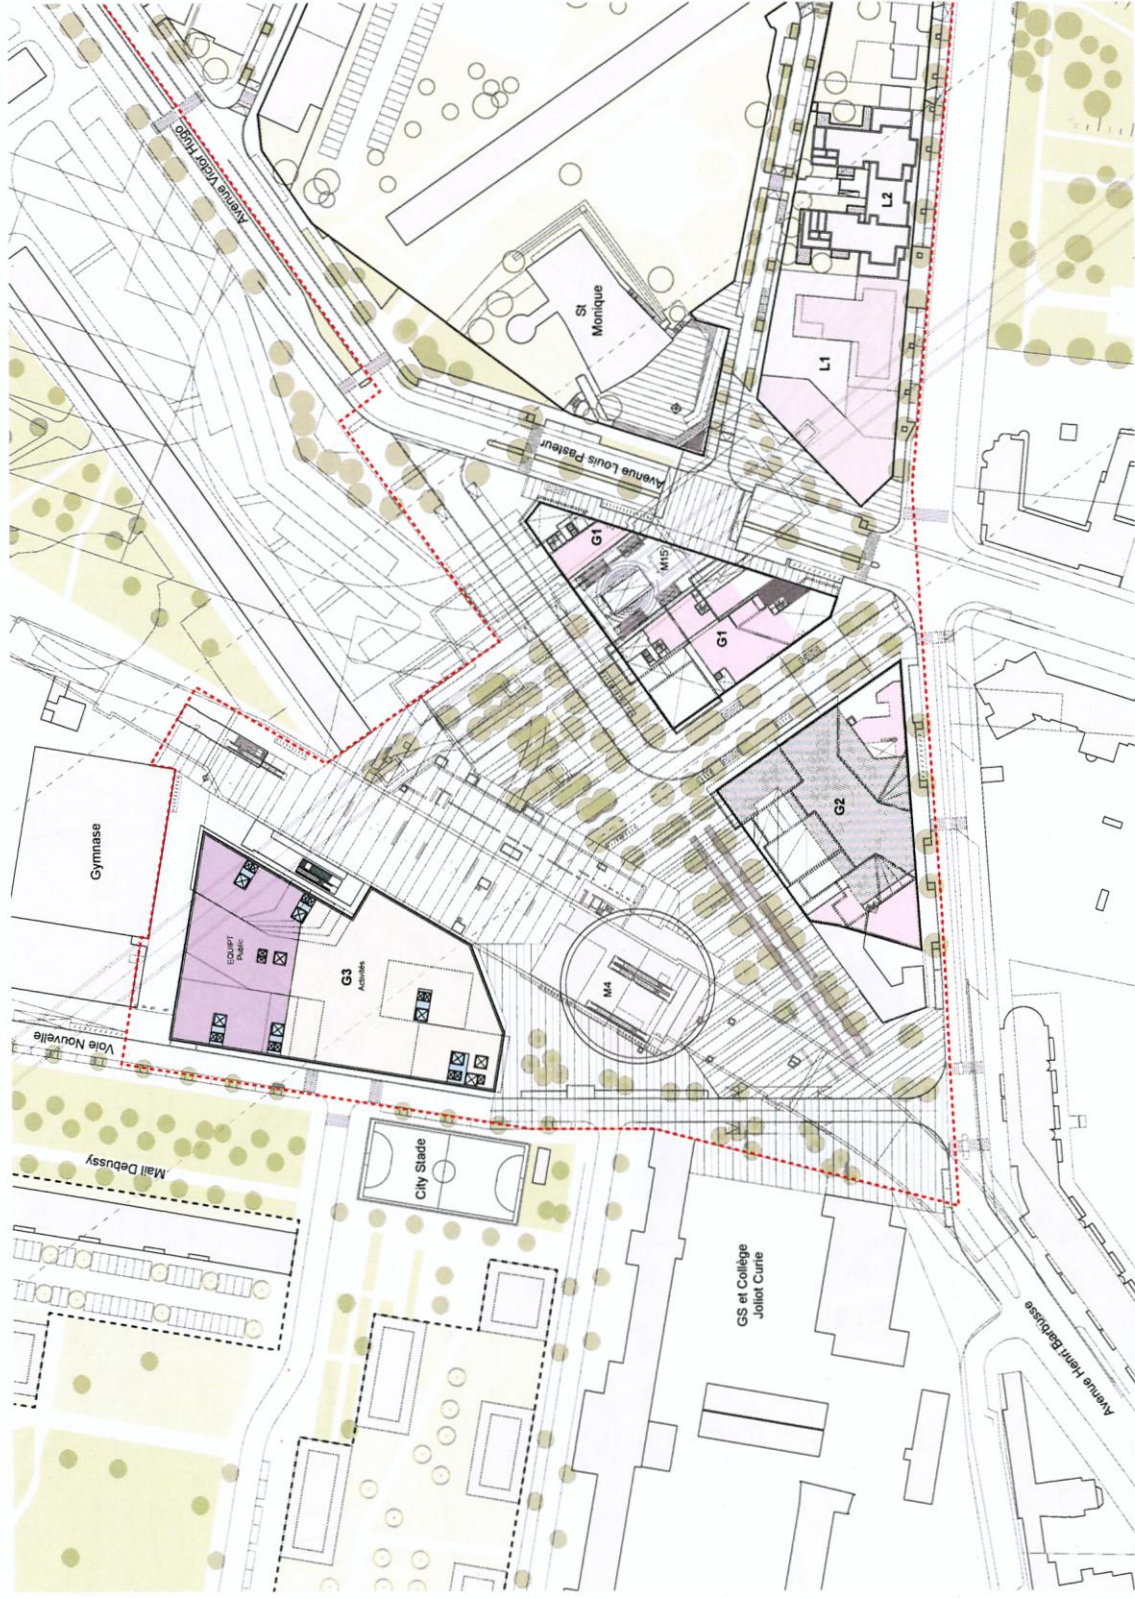 Avenue Victor Hugo
St
Monique
L2
L1
Avenue Louis Pasteur
G1
M15
G1
G2
Gymnase
EQUIPT
Public
G3
Activités
M4
Voie Nouvelle
Mail Debussy
City Stade
GS et Collège
Joliot Curie
Avenue Henri Barbusse